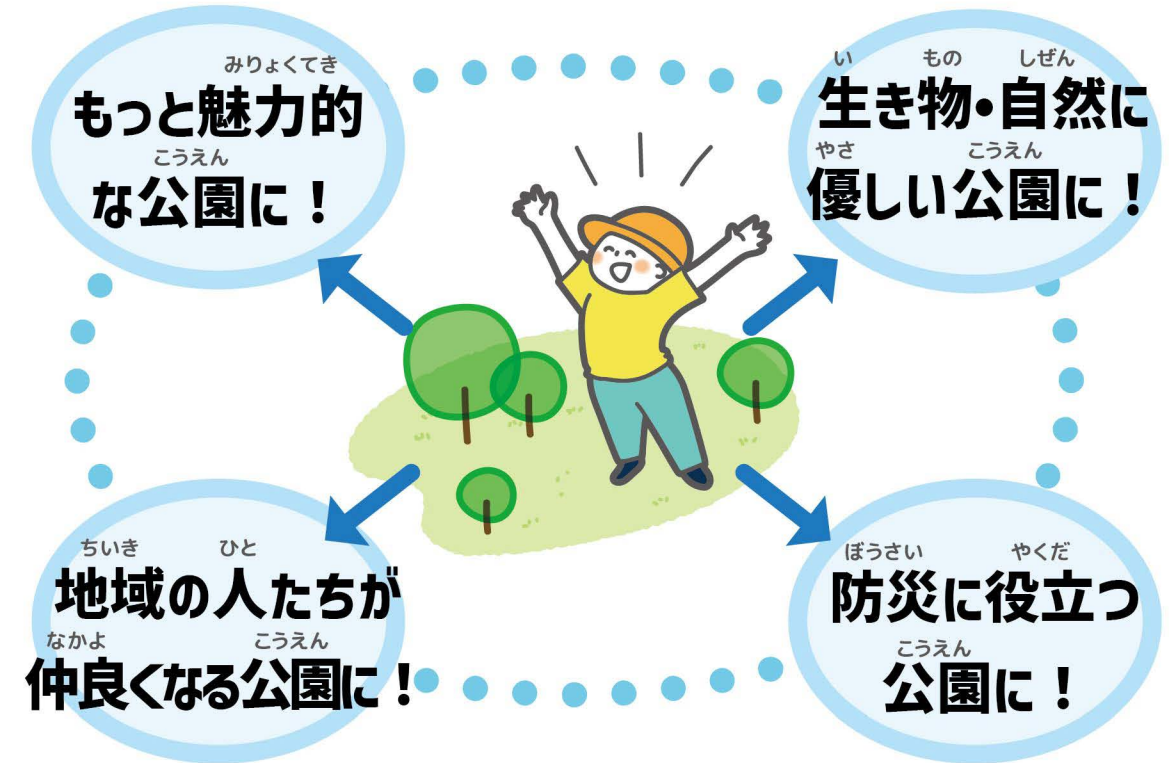 みりょくてき
もっと魅力的
こうえん
な公園に！
い もの しぜん
生き物・自然に
やさ こうえん
優しい公園に！
ちいき ひと
地域の人たちが
なかよ こうえん
仲良くなる公園に！
ぼうさい やくだ
防災に役立つ
こうえん
公園に！